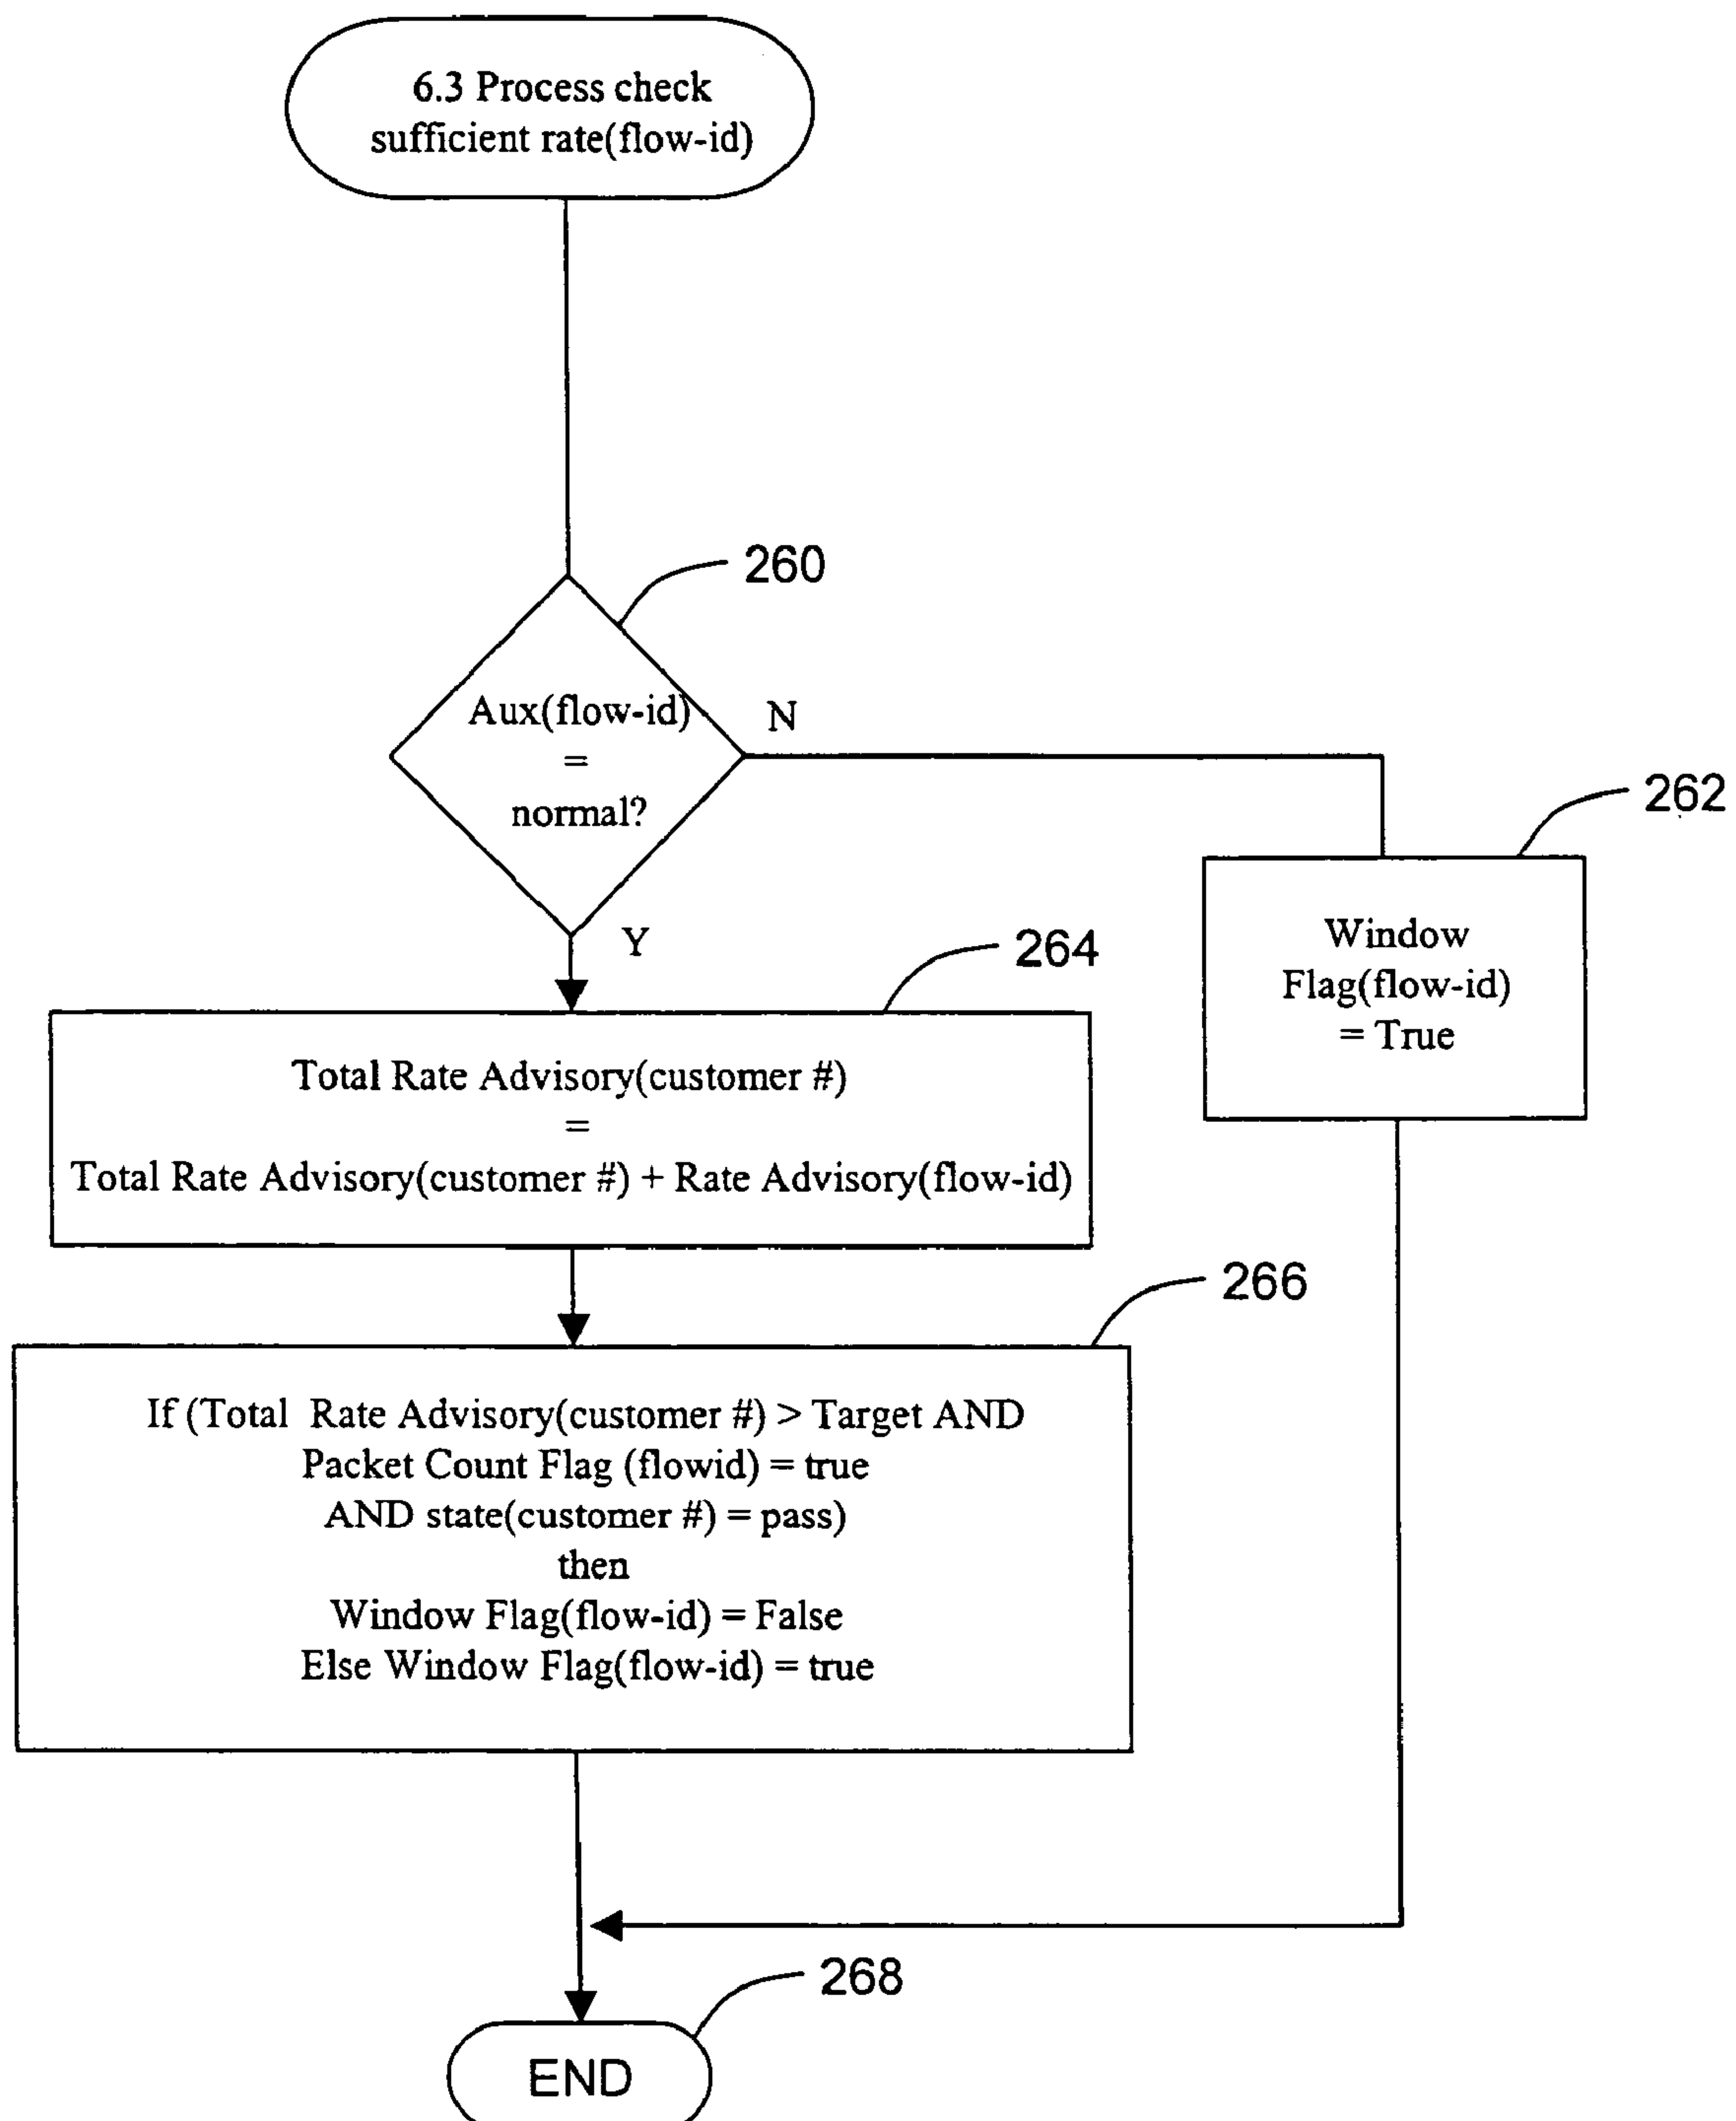 6.3 Process check
sufficient rate(flow-id)
260
Aux(flow-id)
=
normal?
N
Y
262
Window
Flag(flow-id)
= True
264
Total Rate Advisory(customer #)
=
Total Rate Advisory(customer #) + Rate Advisory(flow-id)
266
If (Total Rate Advisory(customer #) > Target AND
Packet Count Flag (flowid) = true
AND state(customer #) = pass)
then
Window Flag(flow-id) = False
Else Window Flag(flow-id) = true
268
END